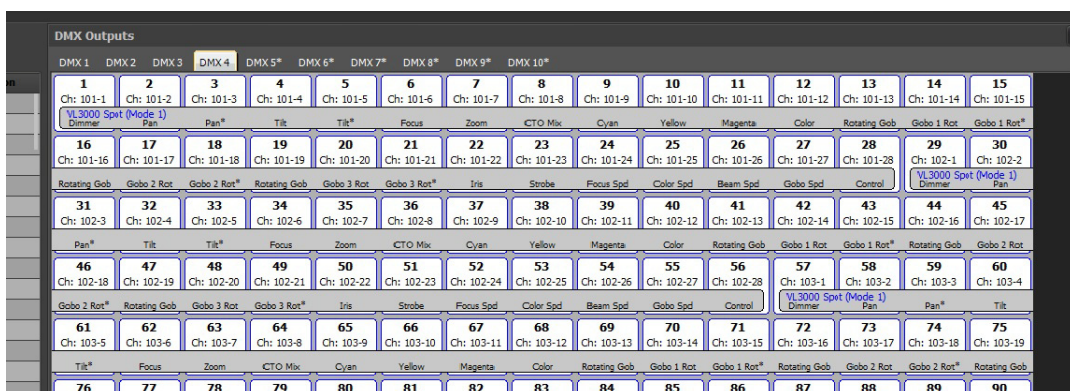 DMX Outputs
DMX 1 DMX 2 DMX 3 DMX 4 DMX 5* DMX 6* DMX 7* DMX 8* DMX 9* DMX 10*
on
1 2 3 4 5 6 7 8 9 10 11 12 13 14 15
Ch: 101-1 Ch: 101-2 Ch: 101-3 Ch: 101-4 Ch: 101-5 Ch: 101-6 Ch: 101-7 Ch: 101-8 Ch: 101-9 Ch: 101-10 Ch: 101-11 Ch: 101-12 Ch: 101-13 Ch: 101-14 Ch: 101-15
VL3000 Spot (Mode 1)
Dimmer Pan Pan* Tilt Tilt* Focus Zoom CTO Mix Cyan Yellow Magenta Color Rotating Gob Gobo 1 Rot Gobo 1 Rot*
16 17 18 19 20 21 22 23 24 25 26 27 28 29 30
Ch: 101-16 Ch: 101-17 Ch: 101-18 Ch: 101-19 Ch: 101-20 Ch: 101-21 Ch: 101-22 Ch: 101-23 Ch: 101-24 Ch: 101-25 Ch: 101-26 Ch: 101-27 Ch: 101-28 Ch: 102-1 Ch: 102-2
VL3000 Spot (Mode 1)
Rotating Gob Gobo 2 Rot Gobo 2 Rot* Rotating Gob Gobo 3 Rot Gobo 3 Rot* Iris Strobe Focus Spd Color Spd Beam Spd Gobo Spd Control Dimmer Pan
31 32 33 34 35 36 37 38 39 40 41 42 43 44 45
Ch: 102-3 Ch: 102-4 Ch: 102-5 Ch: 102-6 Ch: 102-7 Ch: 102-8 Ch: 102-9 Ch: 102-10 Ch: 102-11 Ch: 102-12 Ch: 102-13 Ch: 102-14 Ch: 102-15 Ch: 102-16 Ch: 102-17
Pan* Tilt Tilt* Focus Zoom CTO Mix Cyan Yellow Magenta Color Rotating Gob Gobo 1 Rot Gobo 1 Rot* Rotating Gob Gobo 2 Rot
46 47 48 49 50 51 52 53 54 55 56 57 58 59 60
Ch: 102-18 Ch: 102-19 Ch: 102-20 Ch: 102-21 Ch: 102-22 Ch: 102-23 Ch: 102-24 Ch: 102-25 Ch: 102-26 Ch: 102-27 Ch: 102-28 Ch: 103-1 Ch: 103-2 Ch: 103-3 Ch: 103-4
VL3000 Spot (Mode 1)
Gobo 2 Rot* Rotating Gob Gobo 3 Rot Gobo 3 Rot* Iris Strobe Focus Spd Color Spd Beam Spd Gobo Spd Control Dimmer Pan Pan* Tilt
61 62 63 64 65 66 67 68 69 70 71 72 73 74 75
Ch: 103-5 Ch: 103-6 Ch: 103-7 Ch: 103-8 Ch: 103-9 Ch: 103-10 Ch: 103-11 Ch: 103-12 Ch: 103-13 Ch: 103-14 Ch: 103-15 Ch: 103-16 Ch: 103-17 Ch: 103-18 Ch: 103-19
Tilt* Focus Zoom CTO Mix Cyan Yellow Magenta Color Rotating Gob Gobo 1 Rot Gobo 1 Rot* Rotating Gob Gobo 2 Rot Gobo 2 Rot* Rotating Gob
76 77 78 79 80 81 82 83 84 85 86 87 88 89 90